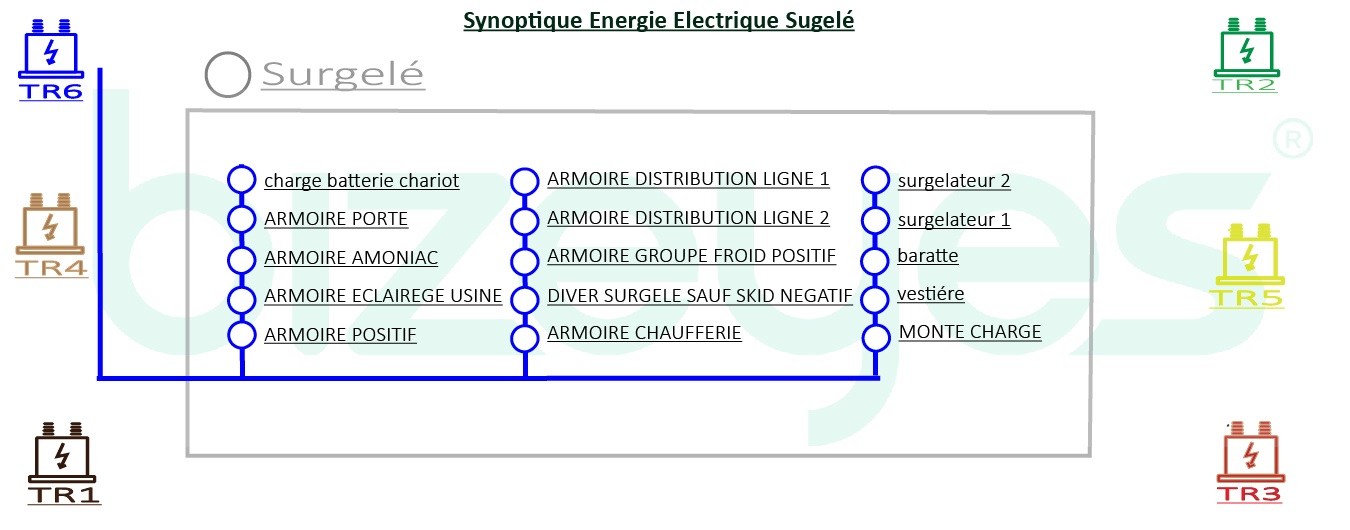 Synoptique Energie Electrique Sugelé
TR6
Surgelé
TR2
charge batterie chariot
ARMOIRE DISTRIBUTION LIGNE 1
surgelateur 2
ARMOIRE PORTE
ARMOIRE DISTRIBUTION LIGNE 2
surgelateur 1
ARMOIRE AMONIAC
ARMOIRE GROUPE FROID POSITIF
baratte
ARMOIRE ECLAIREGE USINE
DIVER SURGELE SAUF SKID NEGATIF
vestiére
ARMOIRE POSITIF
ARMOIRE CHAUFFERIE
MONTE CHARGE
TR4
TR5
TR1
TR3
bizeyes®